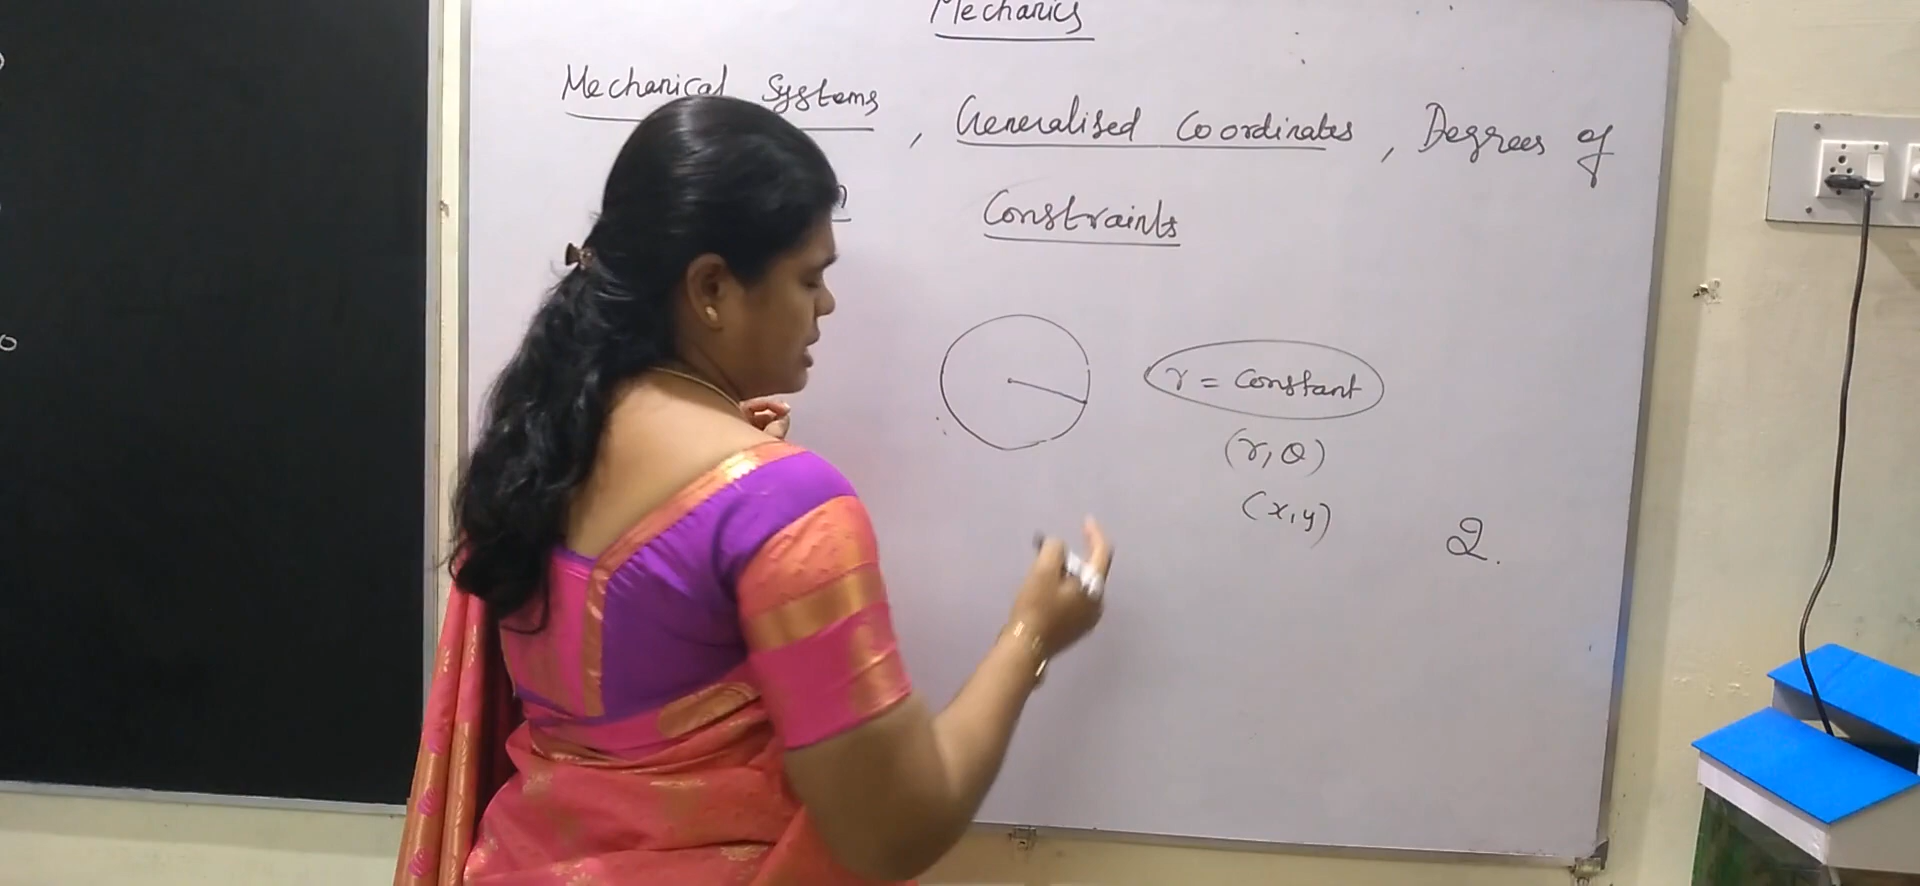 Mechanics
Mechanical Systems, Generalised Coordinates, Degrees of
Constraints
r = Constant
(r, θ)
(x, y)
2.